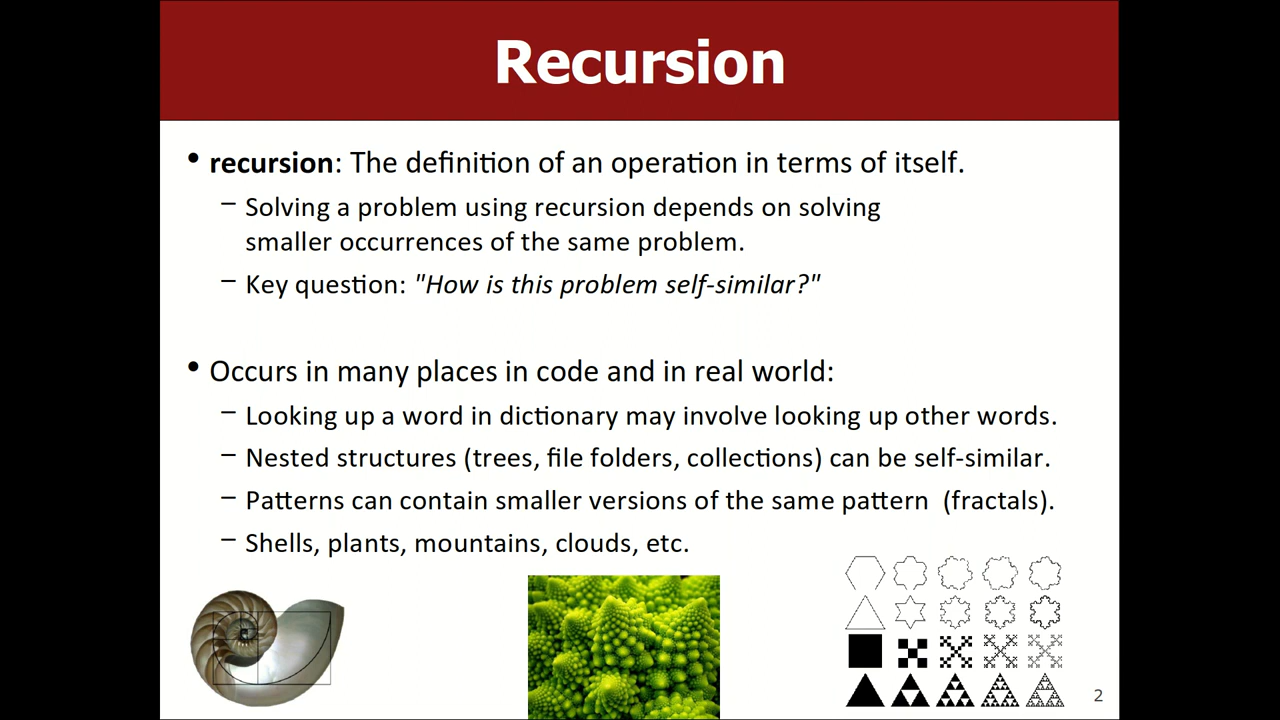 Recursion
• recursion: The definition of an operation in terms of itself.
– Solving a problem using recursion depends on solving
smaller occurrences of the same problem.
– Key question: "How is this problem self-similar?"
• Occurs in many places in code and in real world:
– Looking up a word in dictionary may involve looking up other words.
– Nested structures (trees, file folders, collections) can be self-similar.
– Patterns can contain smaller versions of the same pattern  (fractals).
– Shells, plants, mountains, clouds, etc.
2